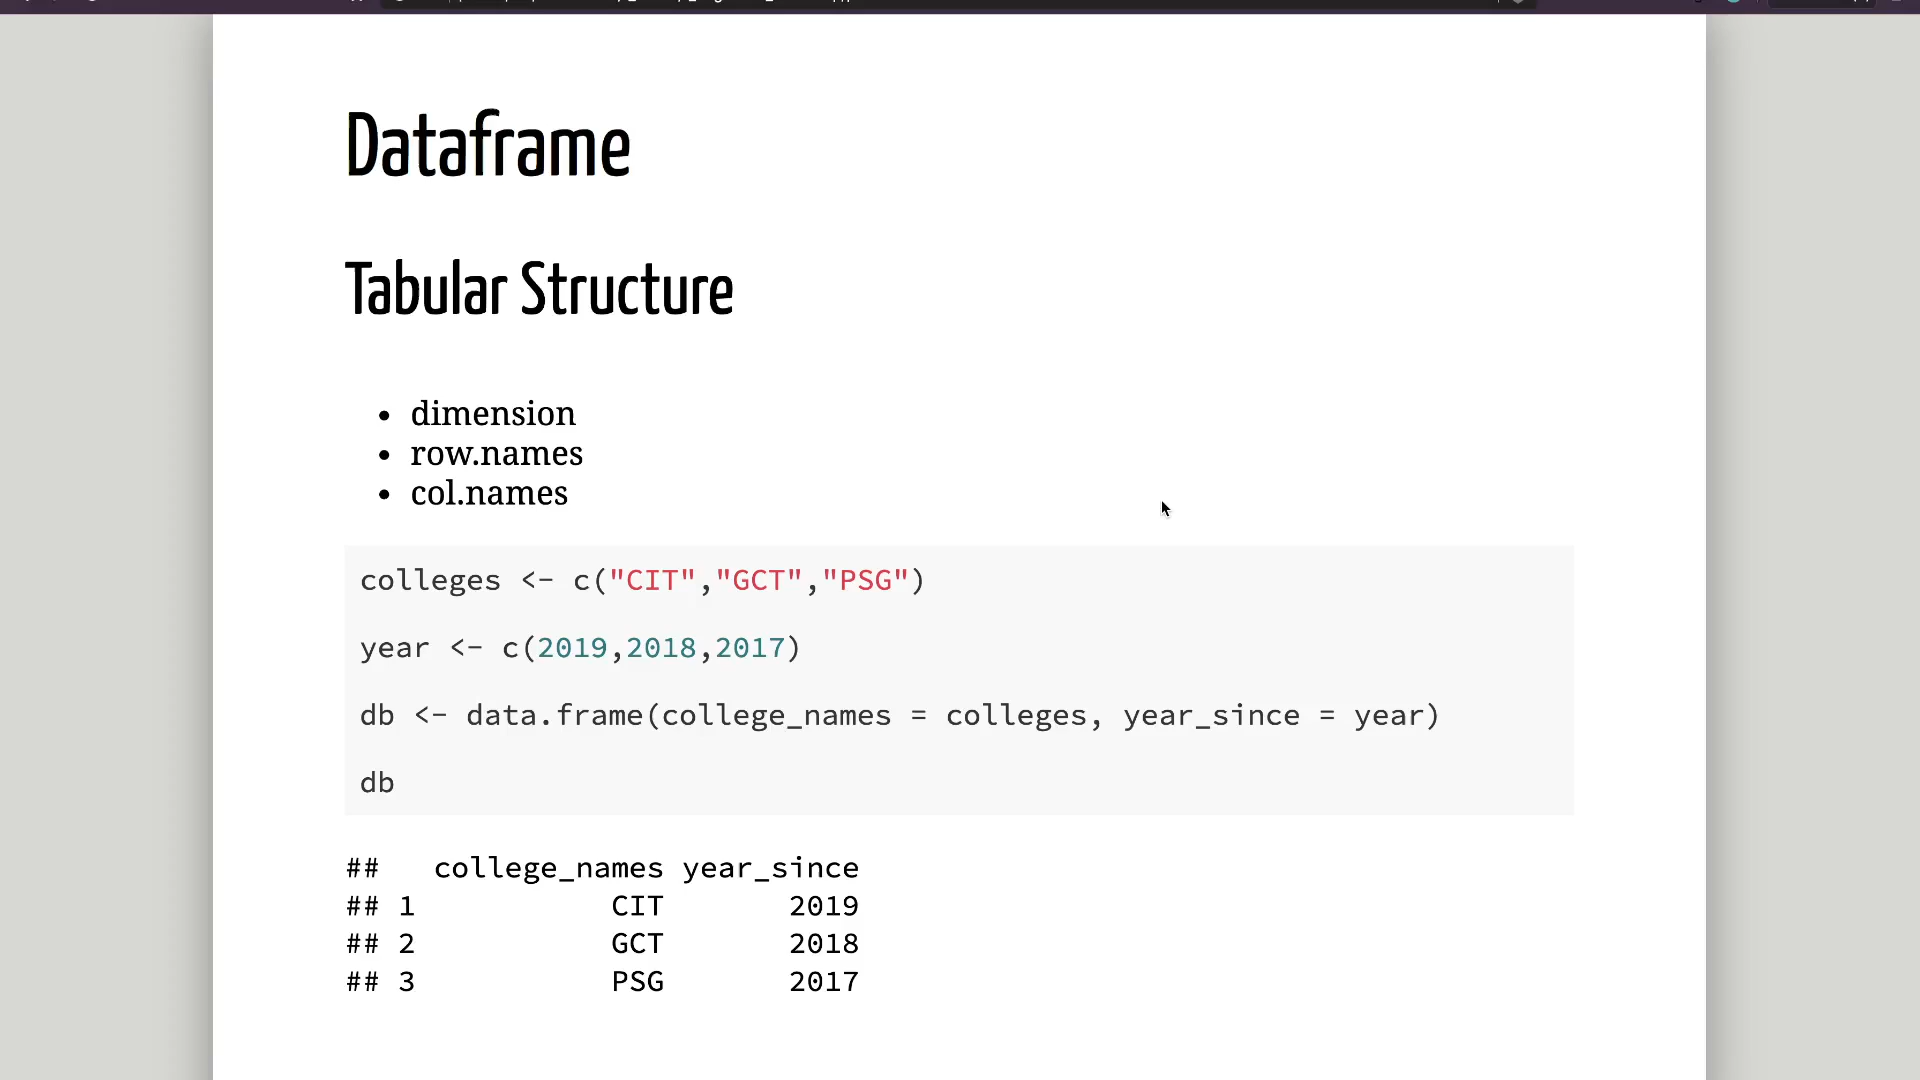 Dataframe
Tabular Structure
• dimension
• row.names
• col.names
colleges <- c("CIT","GCT","PSG")
year <- c(2019,2018,2017)
db <- data.frame(college_names = colleges, year_since = year)
db
##   college_names year_since
## 1           CIT       2019
## 2           GCT       2018
## 3           PSG       2017